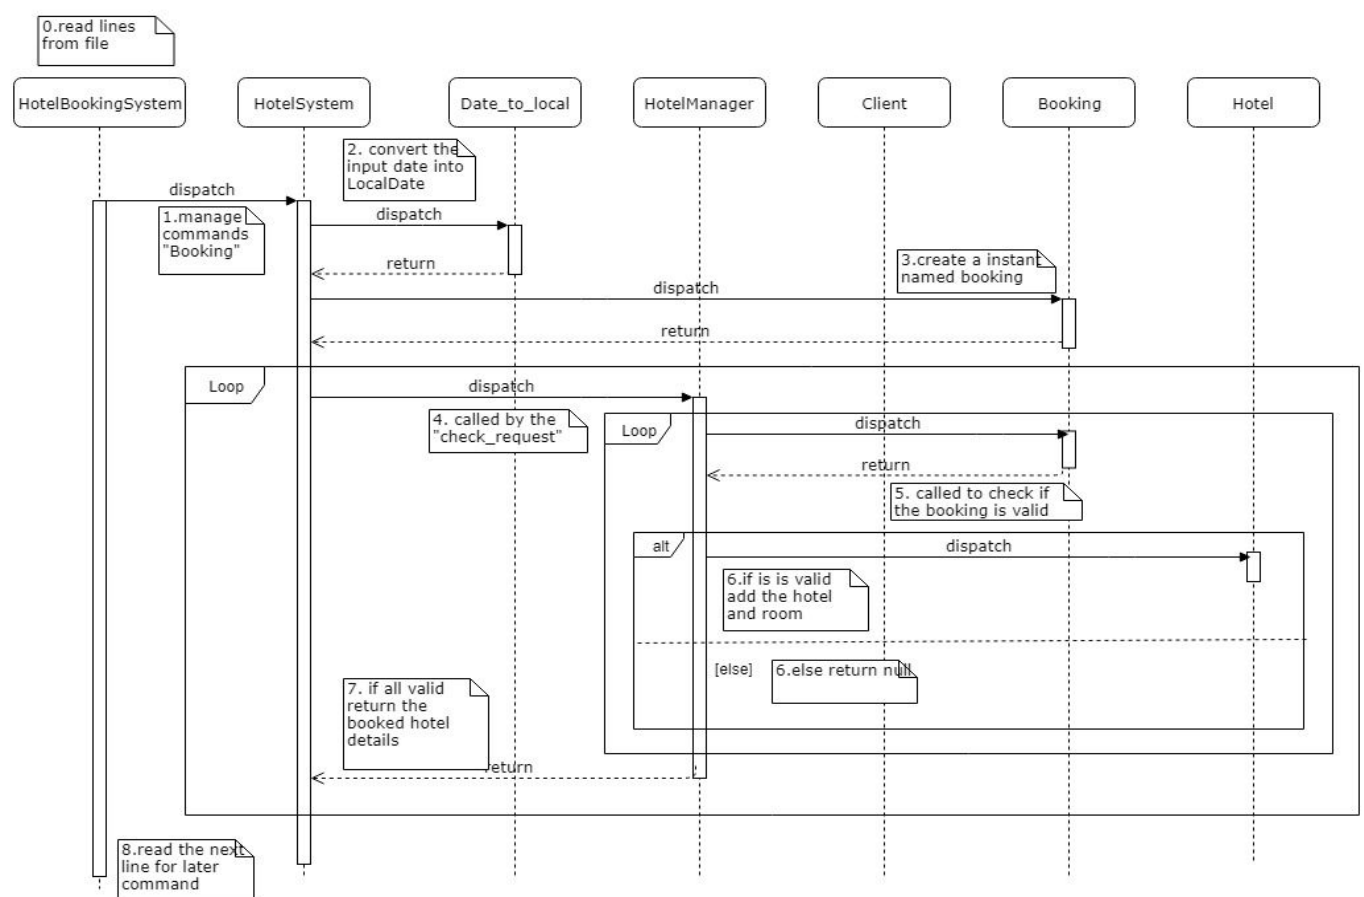 0.read lines
from file
HotelBookingSystem
HotelSystem
Date_to_local
HotelManager
Client
Booking
Hotel
2. convert the
input date into
LocalDate
dispatch
1.manage
commands
"Booking"
dispatch
return
3.create a instant
named booking
dispatch
return
Loop
dispatch
4. called by the
"check_request"
Loop
dispatch
return
5. called to check if
the booking is valid
alt
dispatch
6.if is is valid
add the hotel
and room
[else]
6.else return null
7. if all valid
return the
booked hotel
details
return
8.read the next
line for later
command